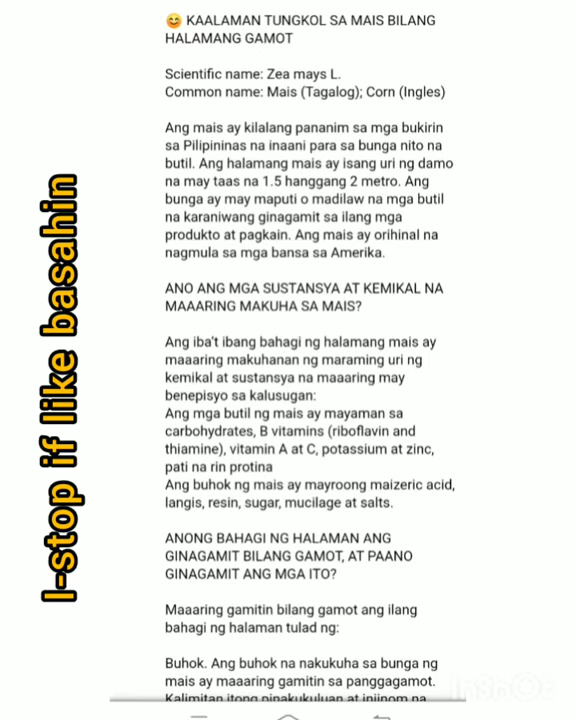 😊 KAALAMAN TUNGKOL SA MAIS BILANG
HALAMANG GAMOT
Scientific name: Zea mays L.
Common name: Mais (Tagalog); Corn (Ingles)
Ang mais ay kilalang pananim sa mga bukirin
sa Pilipininas na inaani para sa bunga nito na
butil. Ang halamang mais ay isang uri ng damo
na may taas na 1.5 hanggang 2 metro. Ang
bunga ay may maputi o madilaw na mga butil
na karaniwang ginagamit sa ilang mga
produkto at pagkain. Ang mais ay orihinal na
nagmula sa mga bansa sa Amerika.
ANO ANG MGA SUSTANSYA AT KEMIKAL NA
MAAARING MAKUHA SA MAIS?
Ang iba't ibang bahagi ng halamang mais ay
maaaring makuhanan ng maraming uri ng
kemikal at sustansya na maaaring may
benepisyo sa kalusugan:
Ang mga butil ng mais ay mayaman sa
carbohydrates, B vitamins (riboflavin and
thiamine), vitamin A at C, potassium at zinc,
pati na rin protina
Ang buhok ng mais ay mayroong maizeric acid,
langis, resin, sugar, mucilage at salts.
ANONG BAHAGI NG HALAMAN ANG
GINAGAMIT BILANG GAMOT, AT PAANO
GINAGAMIT ANG MGA ITO?
Maaaring gamitin bilang gamot ang ilang
bahagi ng halaman tulad ng:
Buhok. Ang buhok na nakukuha sa bunga ng
mais ay maaaring gamitin sa panggagamot.
Kalimitan itong pinakukuluan at iniinom na
I-stop if like basahin